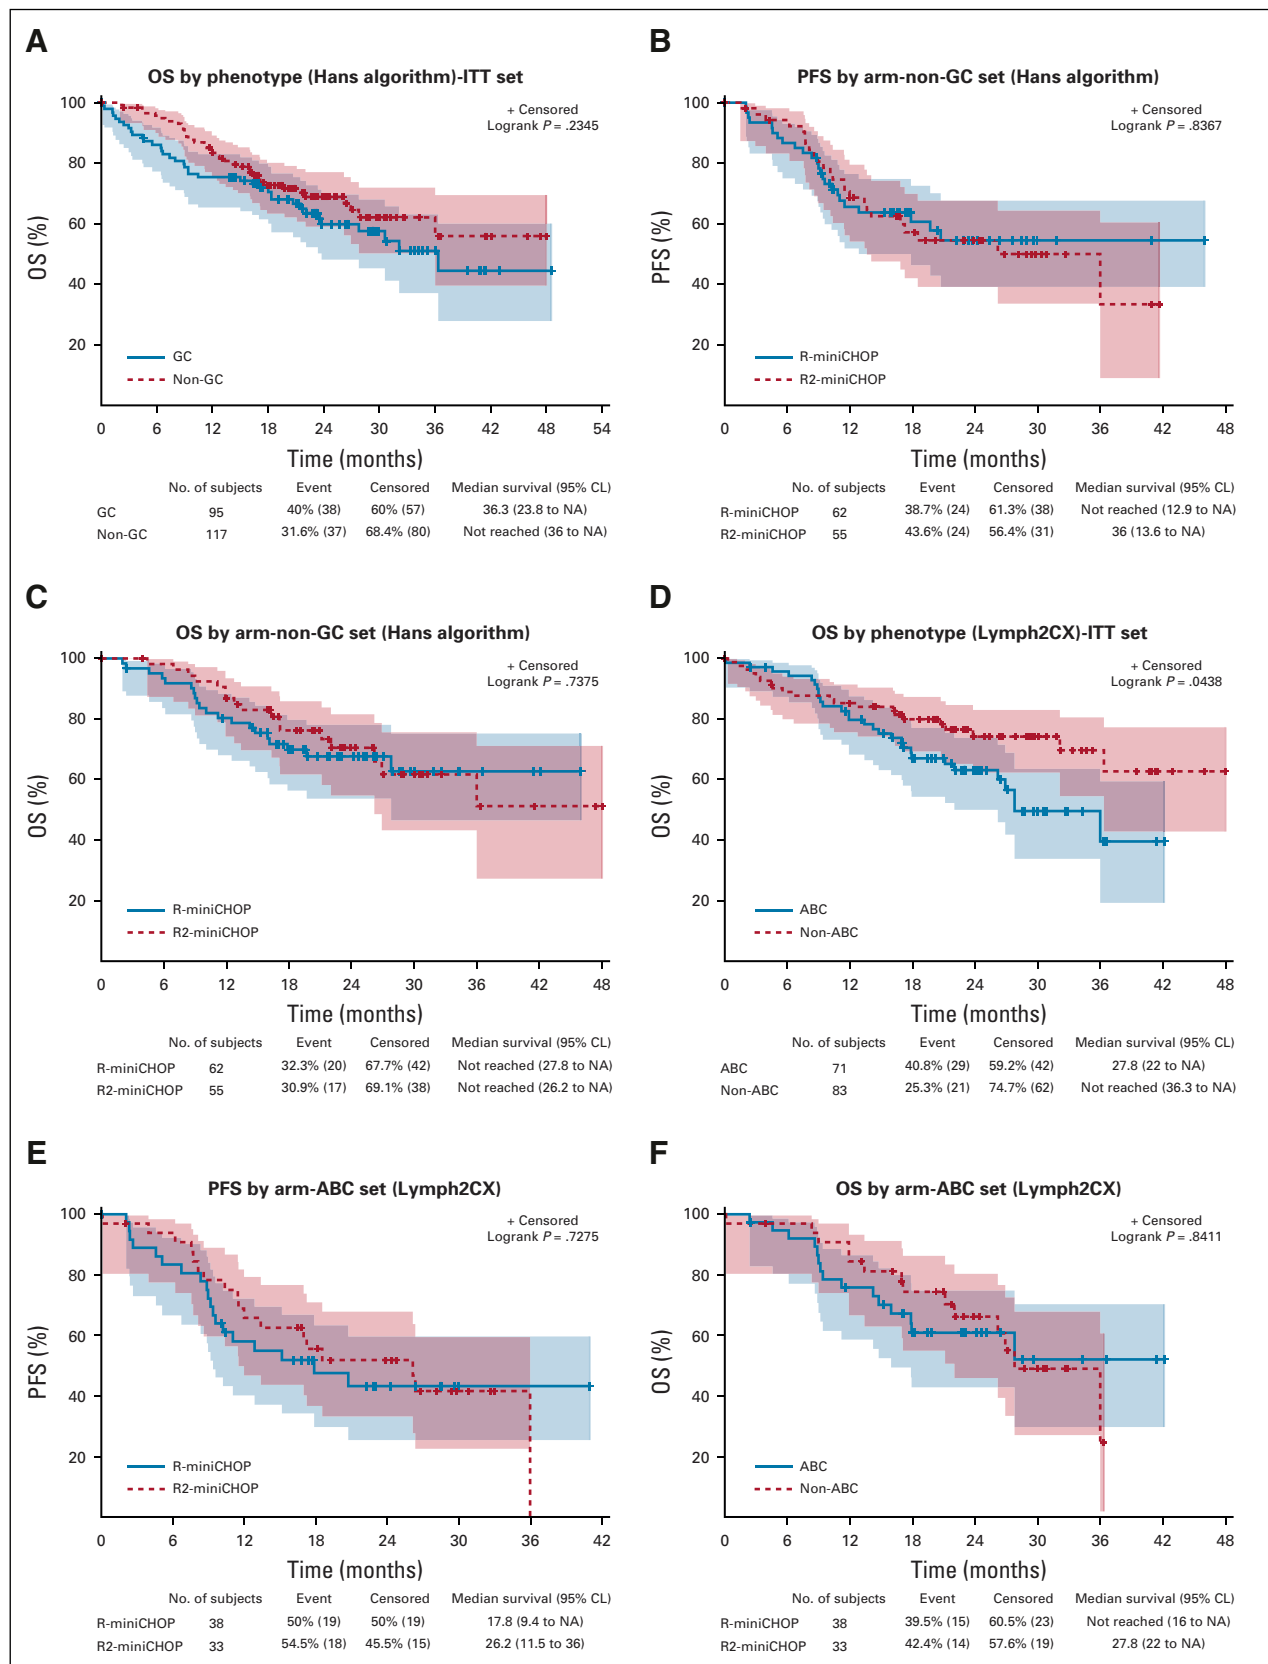 A
OS by phenotype (Hans algorithm)-ITT set
+ Censored
Logrank P = .2345
OS (%)
100
80
60
40
20
GC
Non-GC
0 6 12 18 24 30 36 42 48 54
Time (months)
No. of subjects Event Censored Median survival (95% CL)
GC 95 40% (38) 60% (57) 36.3 (23.8 to NA)
Non-GC 117 31.6% (37) 68.4% (80) Not reached (36 to NA)
B
PFS by arm-non-GC set (Hans algorithm)
+ Censored
Logrank P = .8367
PFS (%)
100
80
60
40
20
R-miniCHOP
R2-miniCHOP
0 6 12 18 24 30 36 42 48
Time (months)
No. of subjects Event Censored Median survival (95% CL)
R-miniCHOP 62 38.7% (24) 61.3% (38) Not reached (12.9 to NA)
R2-miniCHOP 55 43.6% (24) 56.4% (31) 36 (13.6 to NA)
C
OS by arm-non-GC set (Hans algorithm)
+ Censored
Logrank P = .7375
OS (%)
100
80
60
40
20
R-miniCHOP
R2-miniCHOP
0 6 12 18 24 30 36 42 48
Time (months)
No. of subjects Event Censored Median survival (95% CL)
R-miniCHOP 62 32.3% (20) 67.7% (42) Not reached (27.8 to NA)
R2-miniCHOP 55 30.9% (17) 69.1% (38) Not reached (26.2 to NA)
D
OS by phenotype (Lymph2CX)-ITT set
+ Censored
Logrank P = .0438
OS (%)
100
80
60
40
20
ABC
Non-ABC
0 6 12 18 24 30 36 42 48
Time (months)
No. of subjects Event Censored Median survival (95% CL)
ABC 71 40.8% (29) 59.2% (42) 27.8 (22 to NA)
Non-ABC 83 25.3% (21) 74.7% (62) Not reached (36.3 to NA)
E
PFS by arm-ABC set (Lymph2CX)
+ Censored
Logrank P = .7275
PFS (%)
100
80
60
40
20
R-miniCHOP
R2-miniCHOP
0 6 12 18 24 30 36 42
Time (months)
No. of subjects Event Censored Median survival (95% CL)
R-miniCHOP 38 50% (19) 50% (19) 17.8 (9.4 to NA)
R2-miniCHOP 33 54.5% (18) 45.5% (15) 26.2 (11.5 to 36)
F
OS by arm-ABC set (Lymph2CX)
+ Censored
Logrank P = .8411
OS (%)
100
80
60
40
20
ABC
Non-ABC
0 6 12 18 24 30 36 42 48
Time (months)
No. of subjects Event Censored Median survival (95% CL)
R-miniCHOP 38 39.5% (15) 60.5% (23) Not reached (16 to NA)
R2-miniCHOP 33 42.4% (14) 57.6% (19) 27.8 (22 to NA)